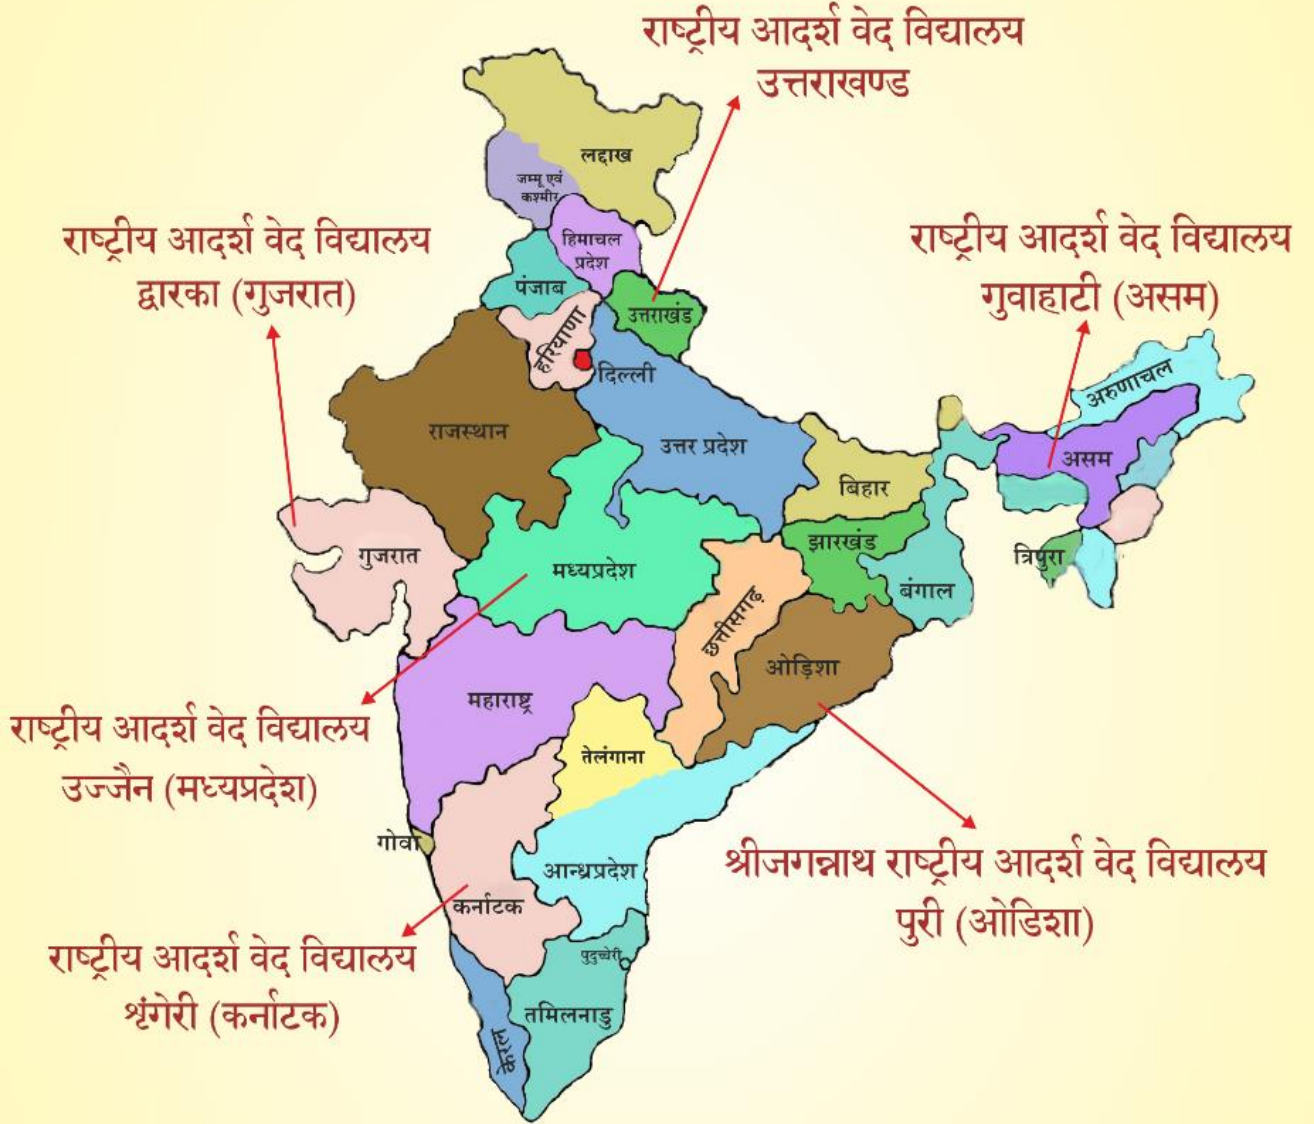 राष्ट्रीय आदर्श वेद विद्यालय
उत्तराखण्ड
लद्दाख
जम्मू एवं
कश्मीर
राष्ट्रीय आदर्श वेद विद्यालय
द्वारका (गुजरात)
हिमाचल
प्रदेश
राष्ट्रीय आदर्श वेद विद्यालय
गुवाहाटी (असम)
पंजाब
उत्तराखंड
हरियाणा
दिल्ली
अरुणाचल
राजस्थान
उत्तर प्रदेश
असम
बिहार
गुजरात
मध्यप्रदेश
झारखंड
त्रिपुरा
बंगाल
छत्तीसगढ़
ओड़िशा
महाराष्ट्र
राष्ट्रीय आदर्श वेद विद्यालय
उज्जैन (मध्यप्रदेश)
तेलंगाना
गोवा
आन्ध्रप्रदेश
श्रीजगन्नाथ राष्ट्रीय आदर्श वेद विद्यालय
पुरी (ओडिशा)
कर्नाटक
राष्ट्रीय आदर्श वेद विद्यालय
शृंगेरी (कर्नाटक)
पुदुच्चेरी
तमिलनाडु
केरल